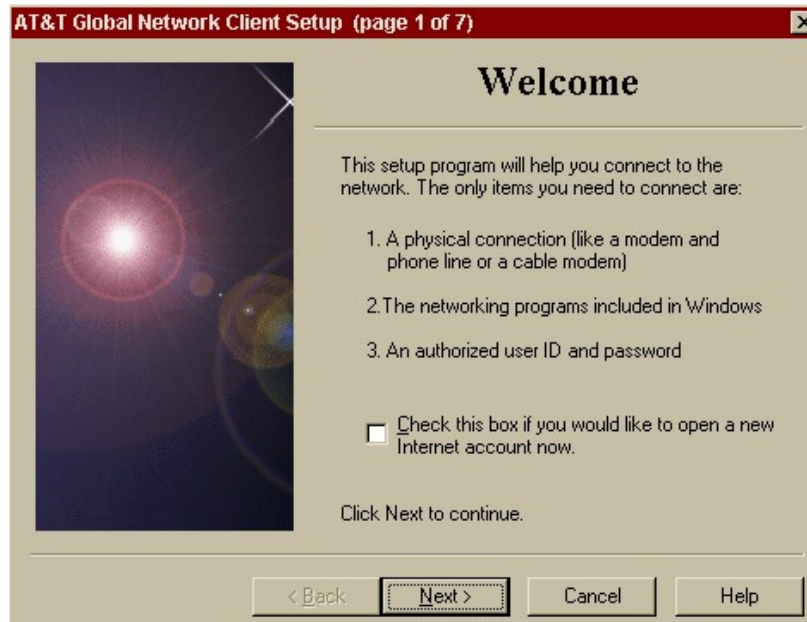 AT&T Global Network Client Setup (page 1 of 7)
Welcome
This setup program will help you connect to the
network. The only items you need to connect are:
1. A physical connection (like a modem and
phone line or a cable modem)
2.The networking programs included in Windows
3. An authorized user ID and password
Check this box if you would like to open a new
Internet account now.
Click Next to continue.
< Back
Next >
Cancel
Help